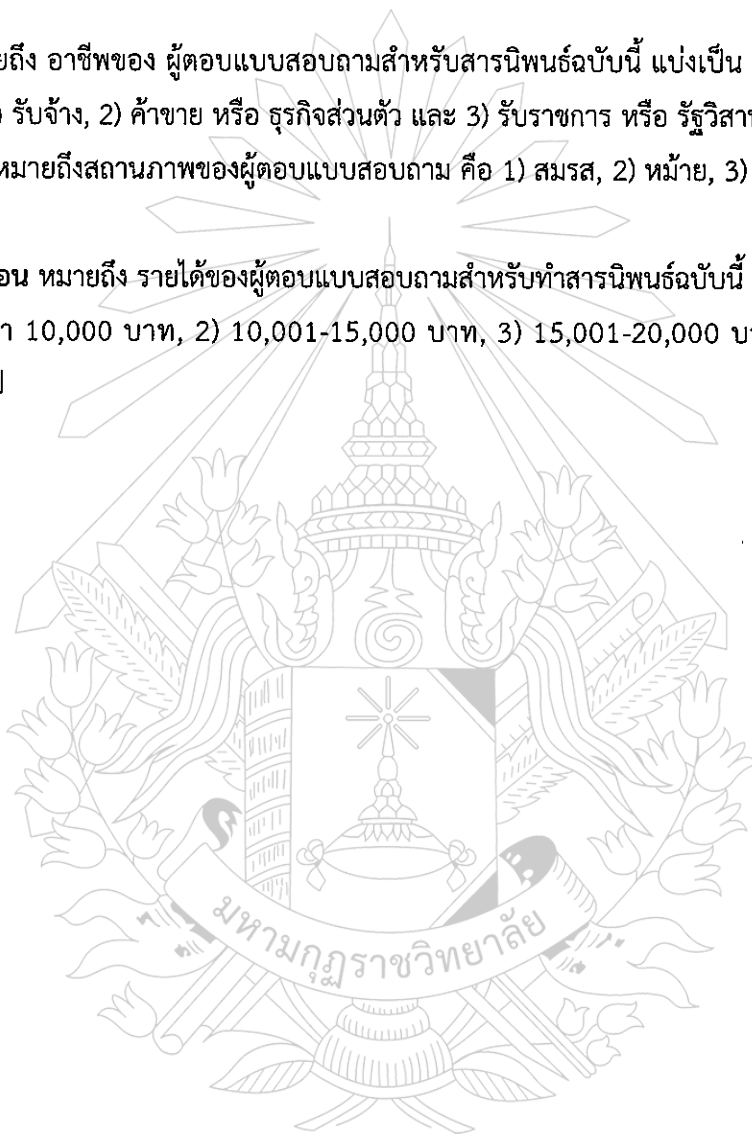 ยถึง อาชีพของ ผู้ตอบแบบสอบถามสำหรับสารนิพนธ์ฉบับนี้ แบ่งเป็น
รับจ้าง, 2) ค้าขาย หรือ ธุรกิจส่วนตัว และ 3) รับราชการ หรือ รัฐวิสาห
หมายถึงสถานภาพของผู้ตอบแบบสอบถาม คือ 1) สมรส, 2) หม้าย, 3)
อน หมายถึง รายได้ของผู้ตอบแบบสอบถามสำหรับทำสารนิพนธ์ฉบับนี้
า 10,000 บาท, 2) 10,001-15,000 บาท, 3) 15,001-20,000 บ
มหามกุฏราชวิทยาลัย